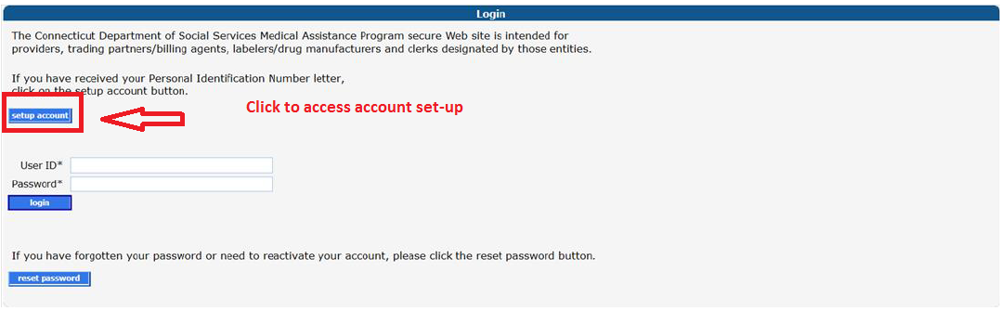 Login
The Connecticut Department of Social Services Medical Assistance Program secure Web site is intended for
providers, trading partners/billing agents, labelers/drug manufacturers and clerks designated by those entities.
If you have received your Personal Identification Number letter,
click on the setup account button.
setup account
Click to access account set-up
User ID*
Password*
login
If you have forgotten your password or need to reactivate your account, please click the reset password button.
reset password